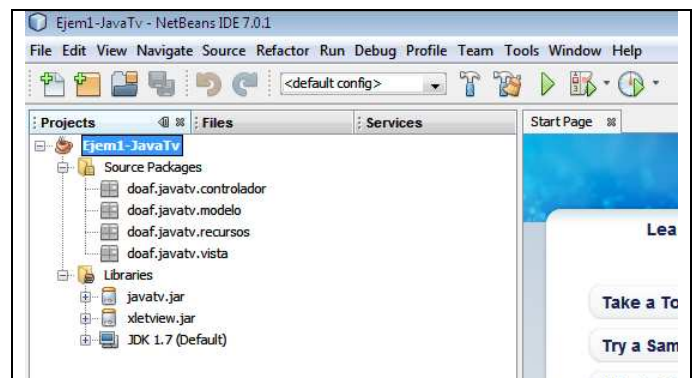 Ejem1-JavaTv - NetBeans IDE 7.0.1
File Edit View Navigate Source Refactor Run Debug Profile Team Tools Window Help
<default config>
Projects Files Services Start Page
Ejem1-JavaTv
Source Packages
doaf.javatv.controlador
doaf.javatv.modelo
doaf.javatv.recursos
doaf.javatv.vista
Libraries
javatv.jar
xletview.jar
JDK 1.7 (Default)
Lea
Take a To
Try a Sam